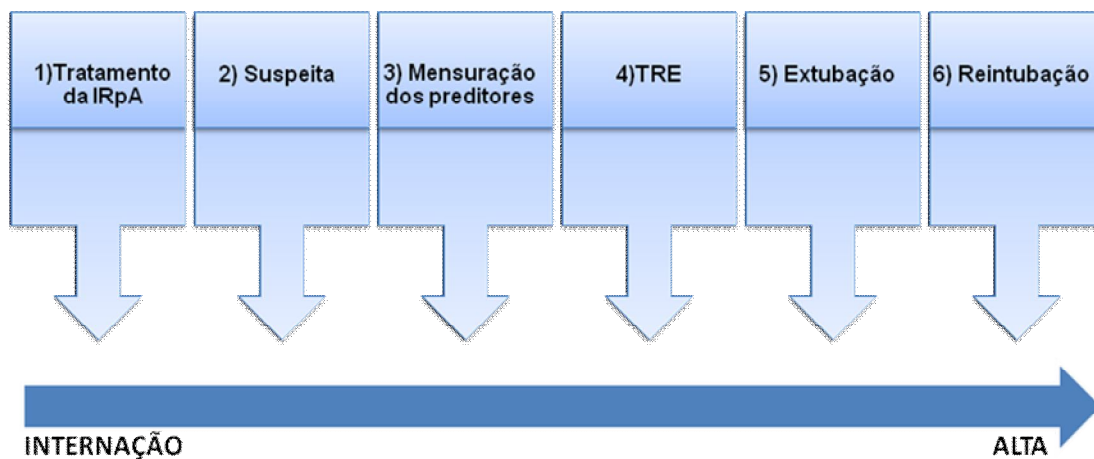 1)Tratamento
da IRpA
2) Suspeita
3) Mensuração
dos preditores
4)TRE
5) Extubação
6) Reintubação
INTERNAÇÃO
ALTA